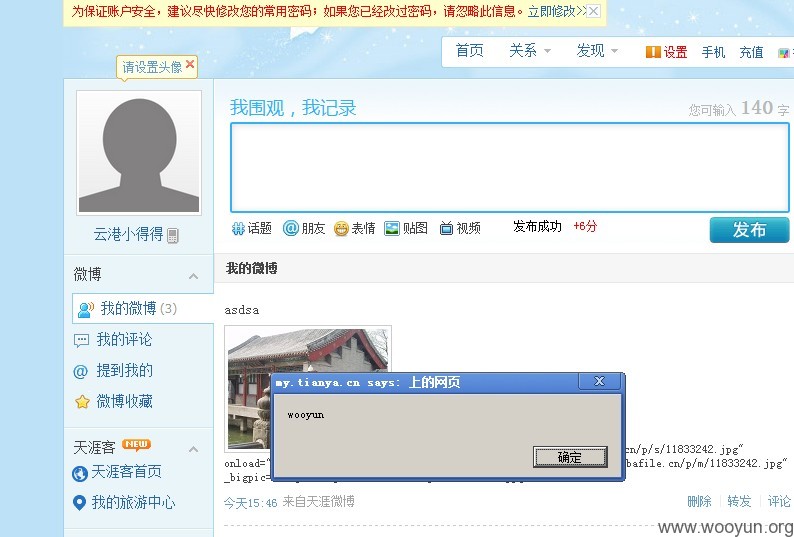 为保证账户安全，建议尽快修改您的常用密码；如果您已经改过密码，请忽略此信息。立即修改>>
首页 关系 发现 设置 手机 充值
请设置头像
我围观，我记录 您可输入 140 字
云港小得得
话题 朋友 表情 贴图 视频 发布成功 +6分 发布
微博
我的微博 (3)
我的评论
提到我的
微博收藏
天涯客 NEW
天涯客首页
我的旅游中心
我的微博
asdsa
my.tianya.cn says: 上的网页
wooyun
确定
cn/p/s/11833242.jpg"
onload=" bafile.cn/p/m/11833242.jpg"
_bigpic=
今天15:46 来自天涯微博 删除 转发 评论
www.wooyun.org